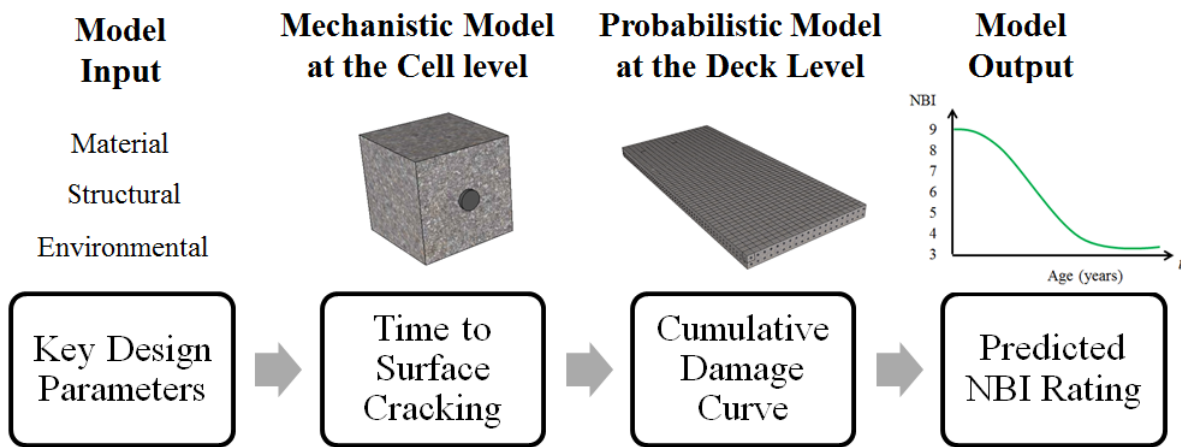 Model
Input
Mechanistic Model
at the Cell level
Probabilistic Model
at the Deck Level
Model
Output
Material
Structural
Environmental
NBI
9
8
7
6
5
4
3
Age (years)
t
Key Design
Parameters
Time to
Surface
Cracking
Cumulative
Damage
Curve
Predicted
NBI Rating